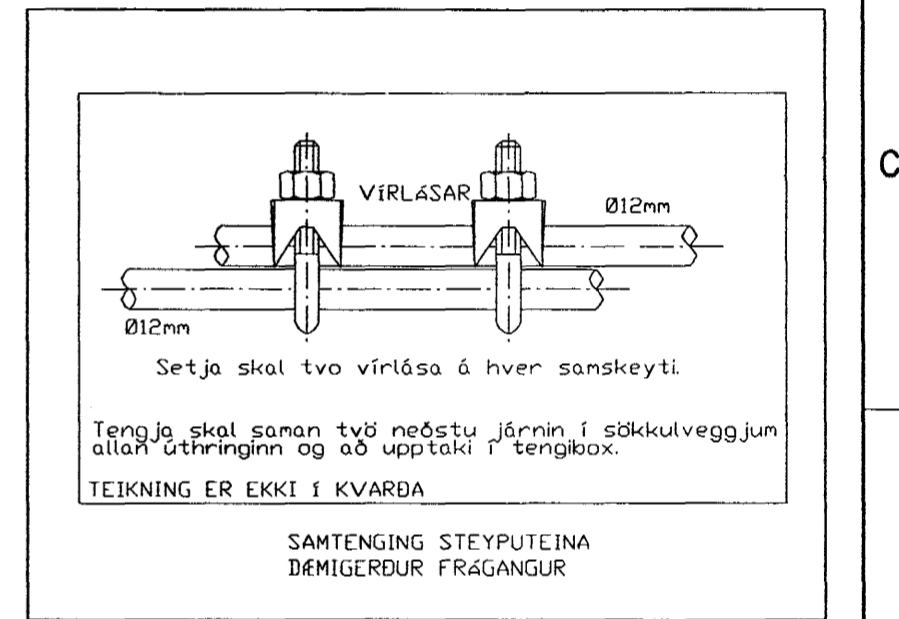 C
VÍRLÁSAR
Ø12mm
Ø12mm
Setja skal tvo vírlása á hver samskeyti.
Tengja skal saman tvö neðstu járnin í sökkulveggjum
allan úthringinn og að upptaki í tengibox.
TEIKNING ER EKKI Í KVARÐA
SAMTENGING STEYPUTEINA
DÆMIGERÐUR FRÁGANGUR